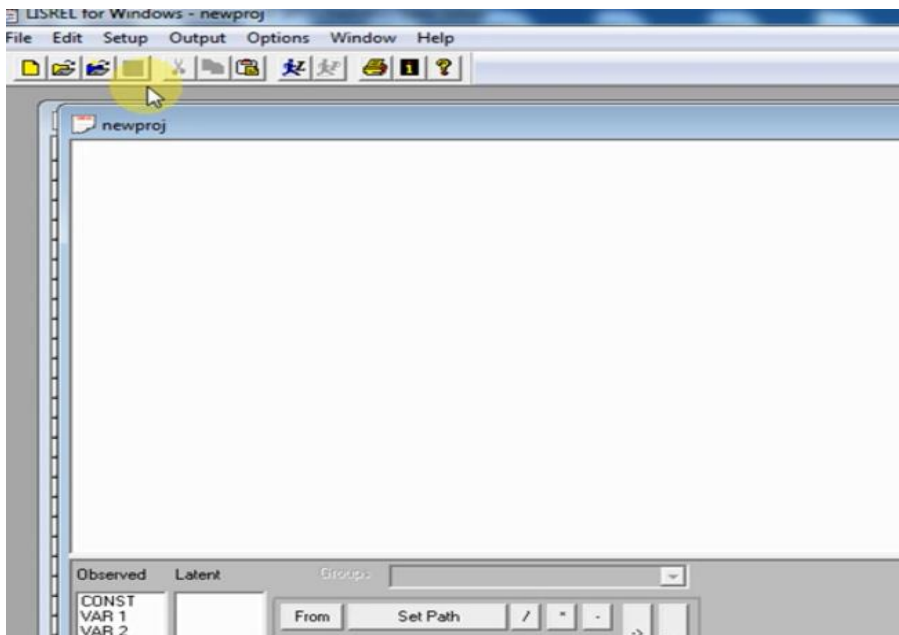 LISREL for Windows - newproj
File Edit Setup Output Options Window Help
newproj
Observed Latent Groups:
CONST
VAR 1
VAR 2
From Set Path / * - ->